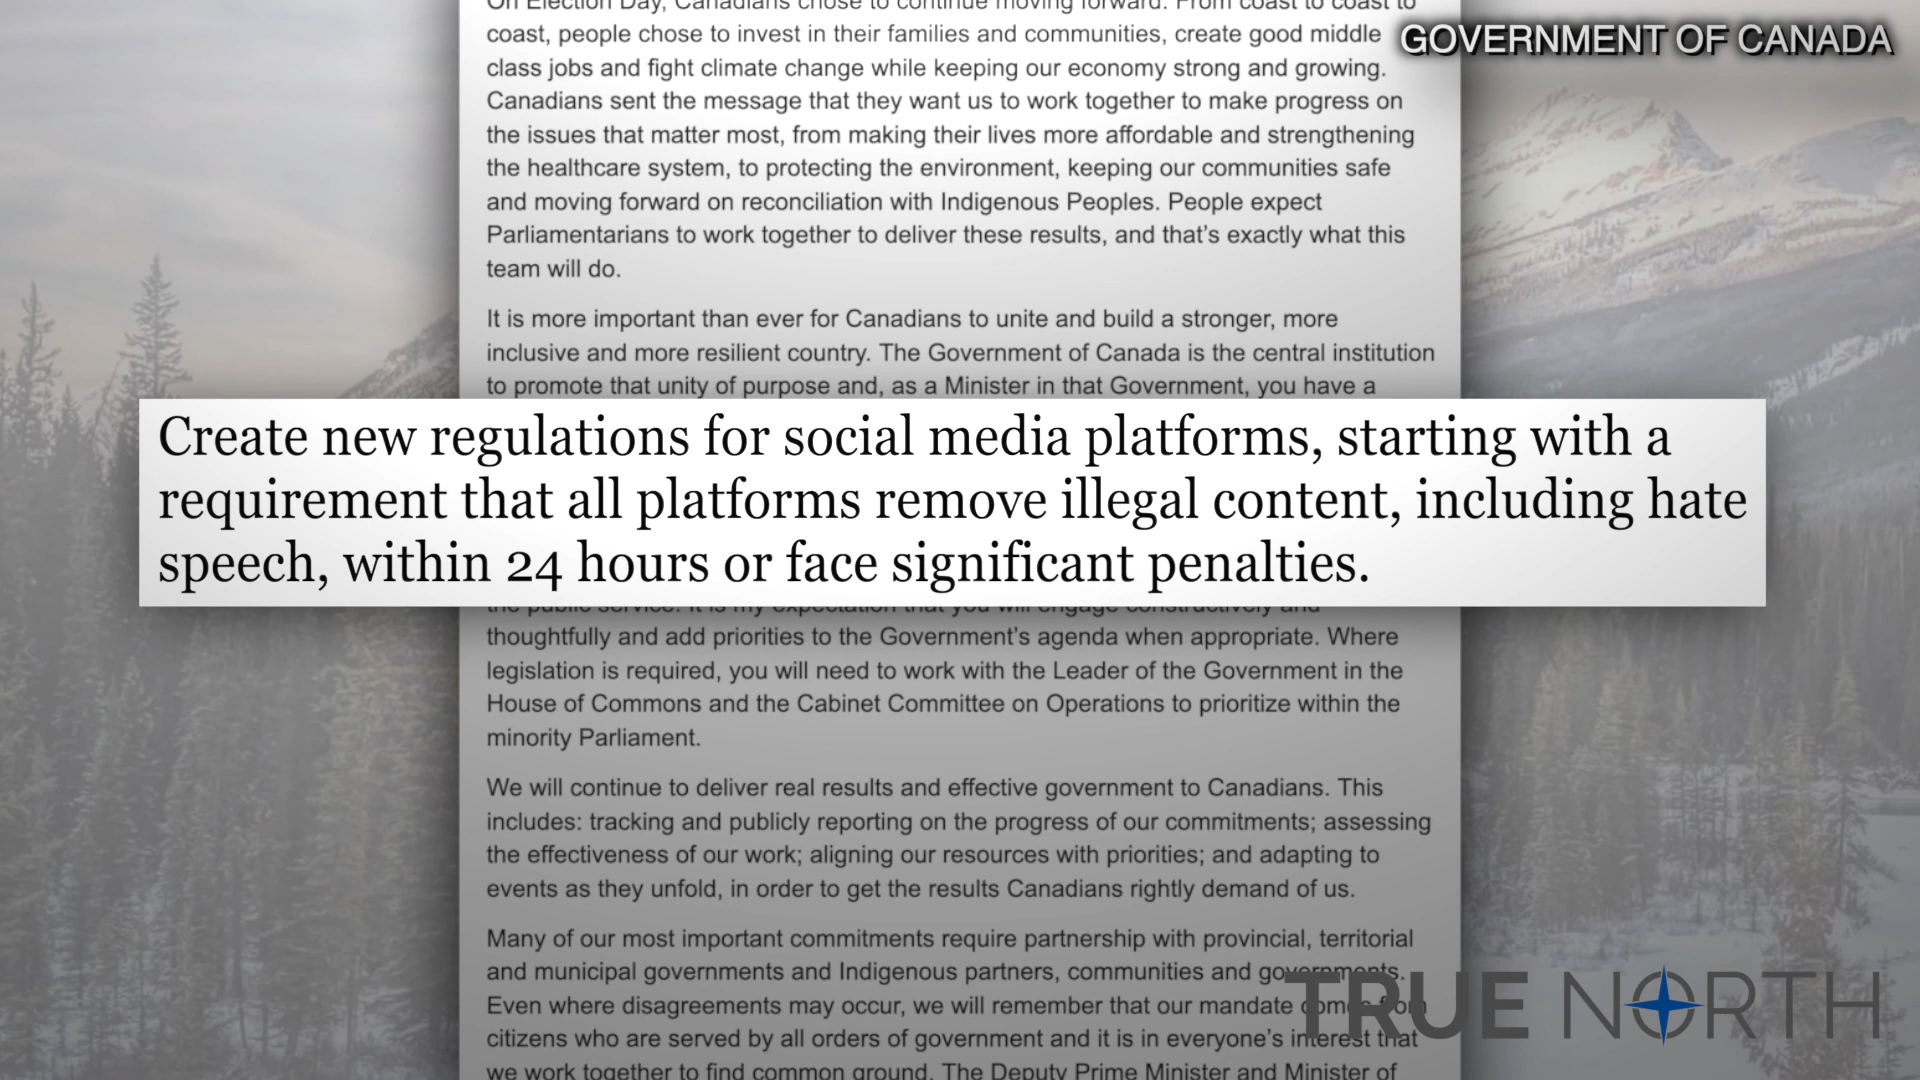 On Election Day, Canadians chose to continue moving forward. From coast to coast to
GOVERNMENT OF CANADA
coast, people chose to invest in their families and communities, create good middle
class jobs and fight climate change while keeping our economy strong and growing.
Canadians sent the message that they want us to work together to make progress on
the issues that matter most, from making their lives more affordable and strengthening
the healthcare system, to protecting the environment, keeping our communities safe
and moving forward on reconciliation with Indigenous Peoples. People expect
Parliamentarians to work together to deliver these results, and that's exactly what this
team will do.
It is more important than ever for Canadians to unite and build a stronger, more
inclusive and more resilient country. The Government of Canada is the central institution
to promote that unity of purpose and, as a Minister in that Government, you have a
Create new regulations for social media platforms, starting with a
requirement that all platforms remove illegal content, including hate
speech, within 24 hours or face significant penalties.
the public service. It is my expectation that you will engage constructively and
thoughtfully and add priorities to the Government's agenda when appropriate. Where
legislation is required, you will need to work with the Leader of the Government in the
House of Commons and the Cabinet Committee on Operations to prioritize within the
minority Parliament.
We will continue to deliver real results and effective government to Canadians. This
includes: tracking and publicly reporting on the progress of our commitments; assessing
the effectiveness of our work; aligning our resources with priorities; and adapting to
events as they unfold, in order to get the results Canadians rightly demand of us.
Many of our most important commitments require partnership with provincial, territorial
and municipal governments and Indigenous partners, communities and governments.
Even where disagreements may occur, we will remember that our mandate comes from
citizens who are served by all orders of government and it is in everyone's interest that
we work together to find common ground. The Deputy Prime Minister and Minister of
TRUE NORTH